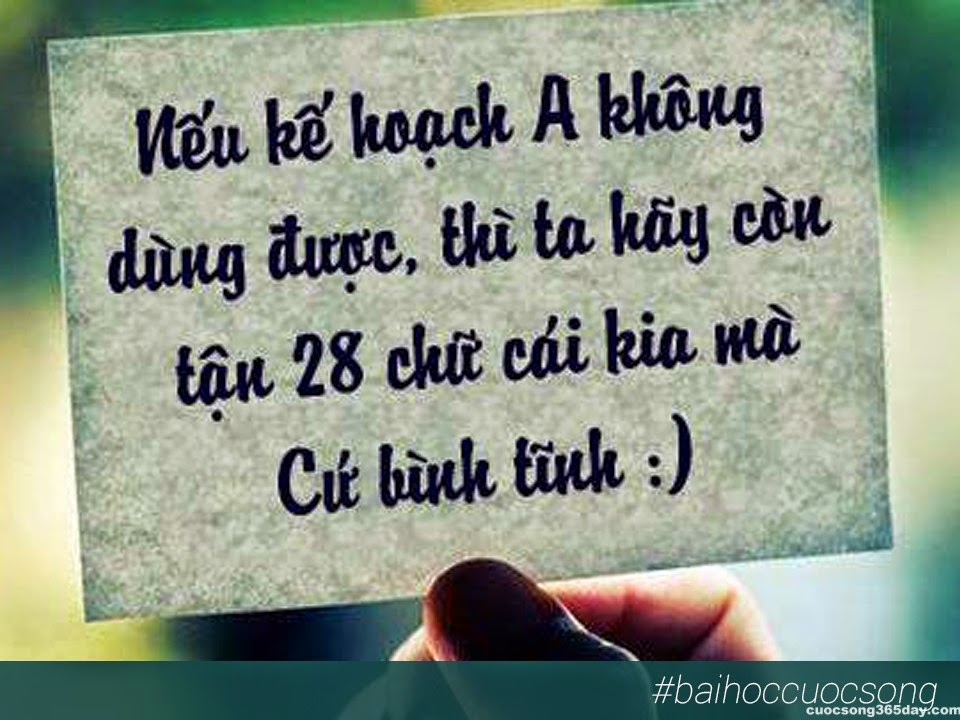 Nếu kế hoạch A không
dùng được, thì ta hãy còn
tận 28 chữ cái kia mà
Cứ bình tĩnh :)
#baihoccuocsong
cuocsong365day.com